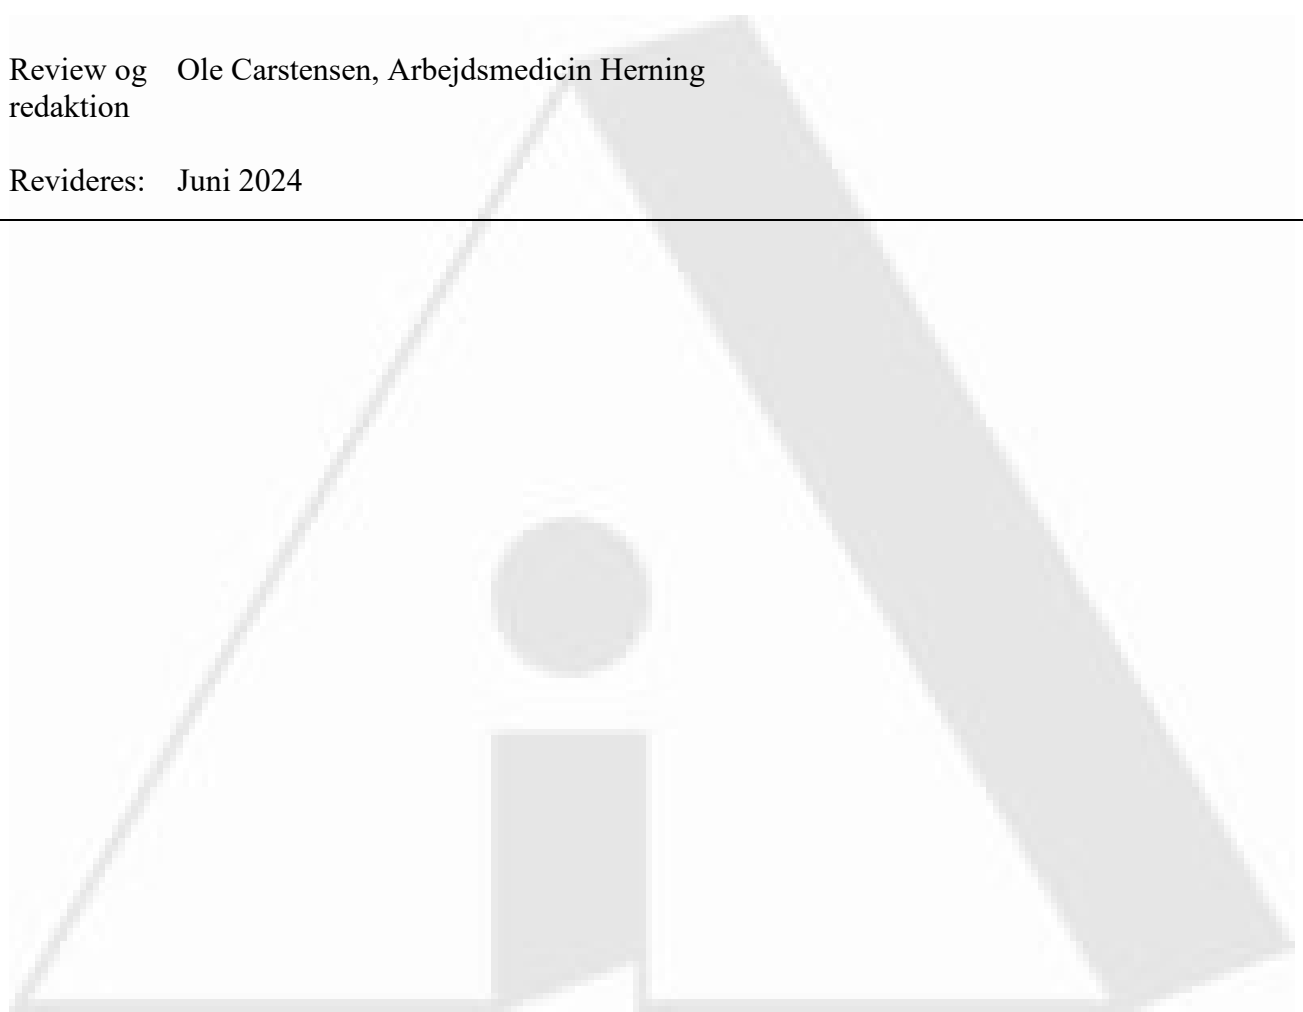 Review og Ole Carstensen, Arbejdsmedicin Herning
redaktion
Revideres: Juni 2024